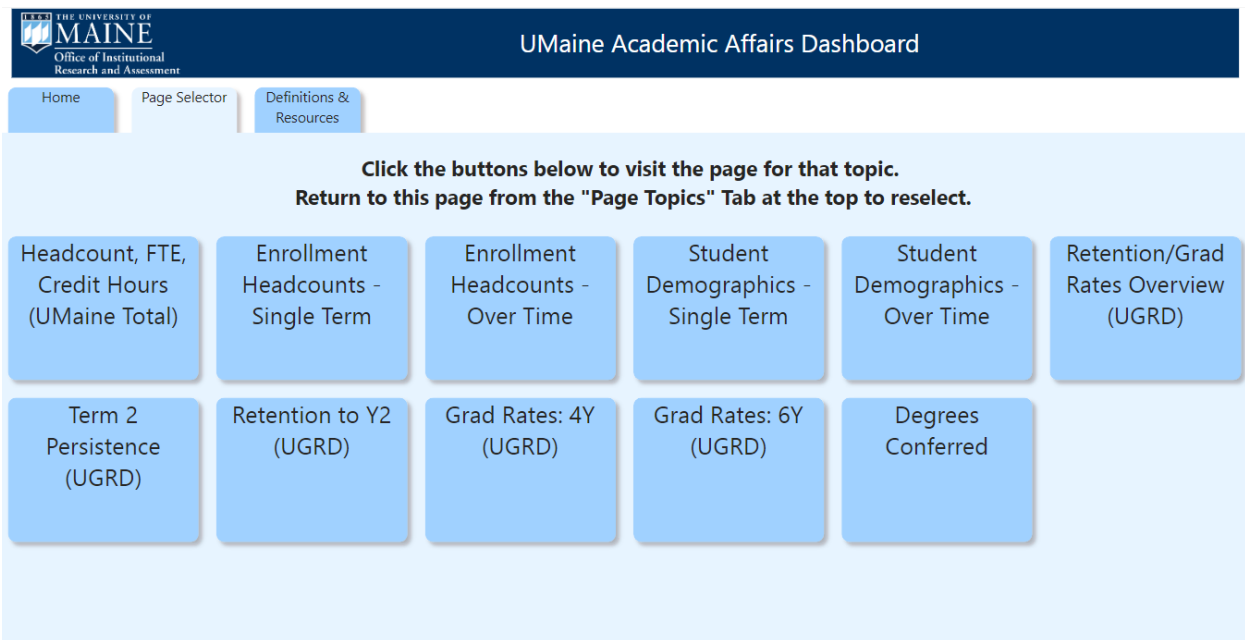 1865 THE UNIVERSITY OF
MAINE
Office of Institutional
Research and Assessment
UMaine Academic Affairs Dashboard
Home
Page Selector
Definitions &
Resources
Click the buttons below to visit the page for that topic.
Return to this page from the "Page Topics" Tab at the top to reselect.
Headcount, FTE,
Credit Hours
(UMaine Total)
Enrollment
Headcounts -
Single Term
Enrollment
Headcounts -
Over Time
Student
Demographics -
Single Term
Student
Demographics -
Over Time
Retention/Grad
Rates Overview
(UGRD)
Term 2
Persistence
(UGRD)
Retention to Y2
(UGRD)
Grad Rates: 4Y
(UGRD)
Grad Rates: 6Y
(UGRD)
Degrees
Conferred